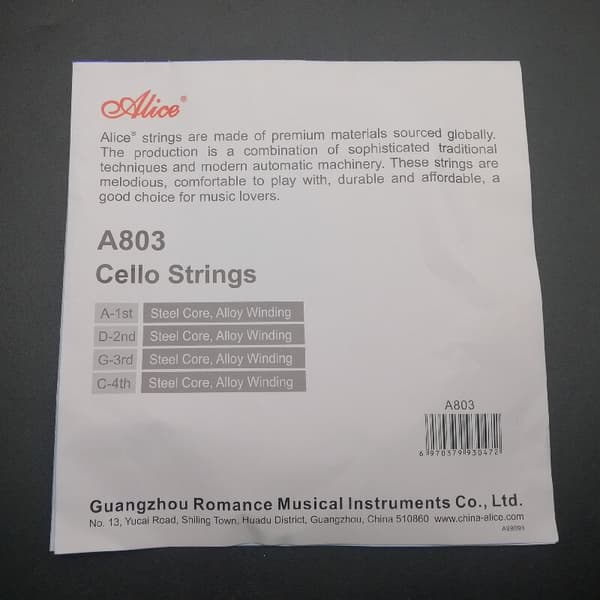 Alice®
Alice® strings are made of premium materials sourced globally.
The production is a combination of sophisticated traditional
techniques and modern automatic machinery. These strings are
melodious, comfortable to play with, durable and affordable, a
good choice for music lovers.
A803
Cello Strings
A-1st Steel Core, Alloy Winding
D-2nd Steel Core, Alloy Winding
G-3rd Steel Core, Alloy Winding
C-4th Steel Core, Alloy Winding
A803
6 970379 930472
Guangzhou Romance Musical Instruments Co., Ltd.
No. 13, Yucai Road, Shiling Town, Huadu District, Guangzhou, China 510860 www.china-alice.com